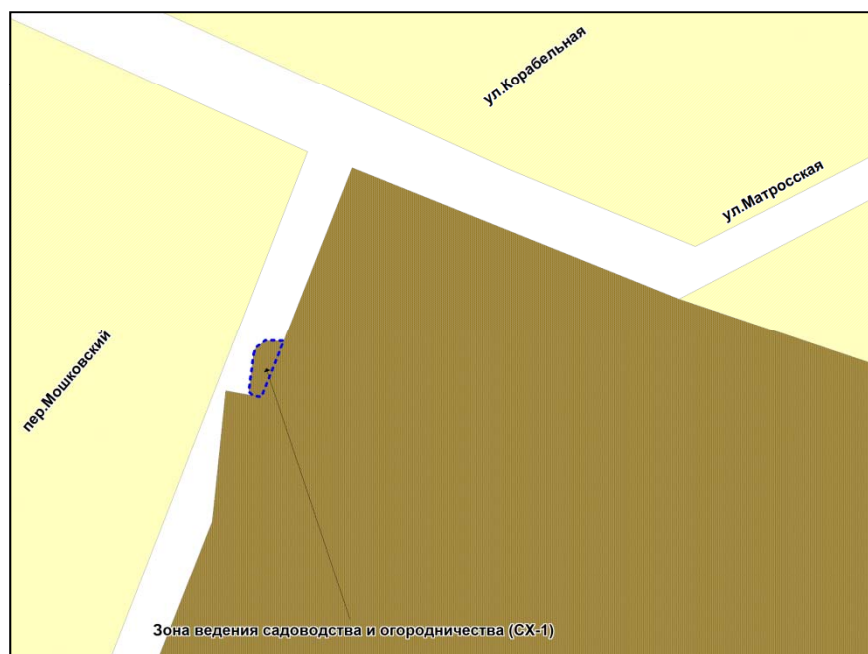 ул.Корабельная
ул.Матросская
пер.Мошковский
Зона ведения садоводства и огородничества (СХ-1)